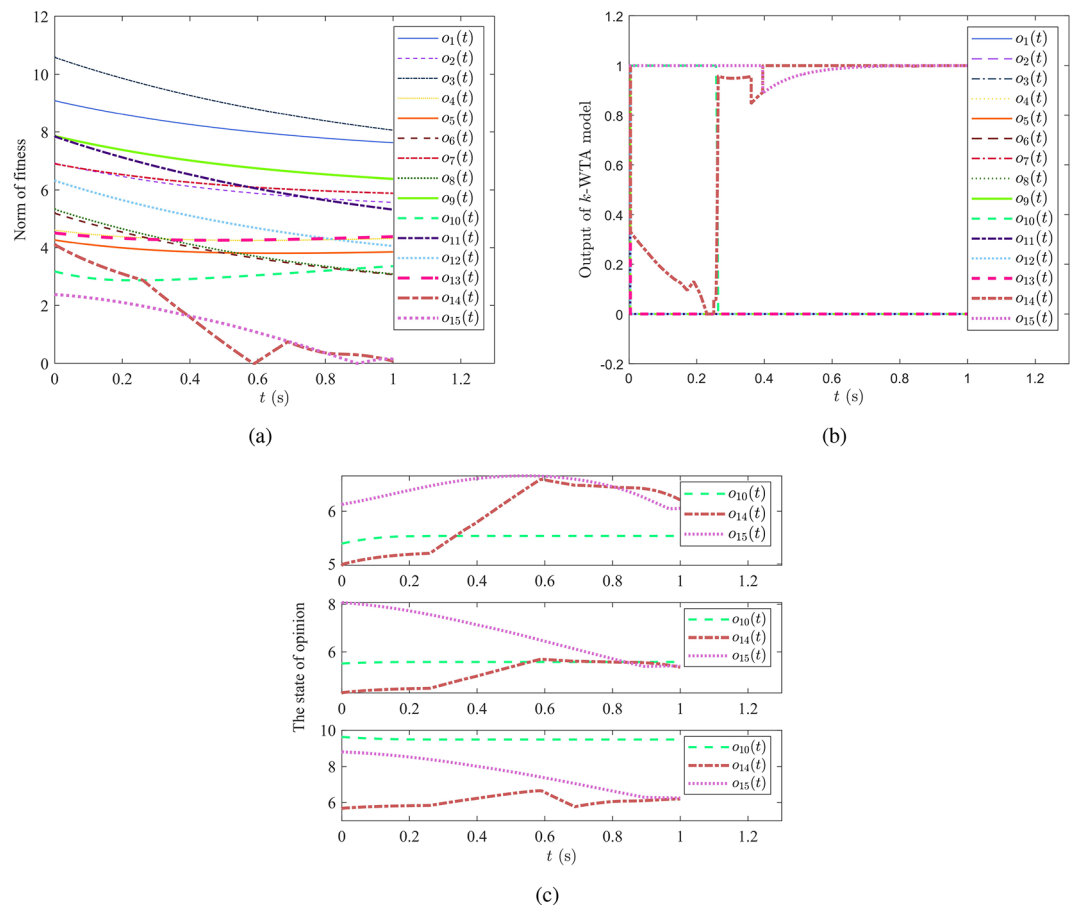 12
10
8
6
4
2
0
0
0.2
0.4
0.6
0.8
1
1.2
Norm of fitness
t (s)
o₁(t)
o₂(t)
o₃(t)
o₄(t)
o₅(t)
o₆(t)
o₇(t)
o₈(t)
o₉(t)
o₁₀(t)
o₁₁(t)
o₁₂(t)
o₁₃(t)
o₁₄(t)
o₁₅(t)
(a)
1.2
1
0.8
0.6
0.4
0.2
0
-0.2
0
0.2
0.4
0.6
0.8
1
1.2
Output of k-WTA model
t (s)
o₁(t)
o₂(t)
o₃(t)
o₄(t)
o₅(t)
o₆(t)
o₇(t)
o₈(t)
o₉(t)
o₁₀(t)
o₁₁(t)
o₁₂(t)
o₁₃(t)
o₁₄(t)
o₁₅(t)
(b)
The state of opinion
6
5
0
0.2
0.4
0.6
0.8
1
1.2
o₁₀(t)
o₁₄(t)
o₁₅(t)
8
6
0
0.2
0.4
0.6
0.8
1
1.2
o₁₀(t)
o₁₄(t)
o₁₅(t)
10
8
6
0
0.2
0.4
0.6
0.8
1
1.2
o₁₀(t)
o₁₄(t)
o₁₅(t)
t (s)
(c)